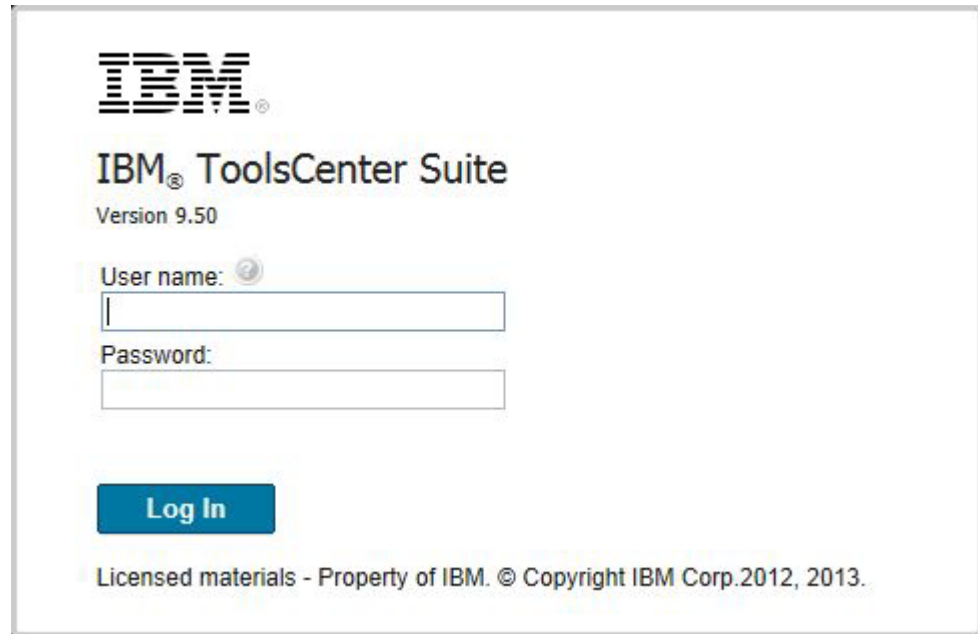 IBM®
IBM® ToolsCenter Suite
Version 9.50
User name: ?
Password:
Log In
Licensed materials - Property of IBM. © Copyright IBM Corp.2012, 2013.